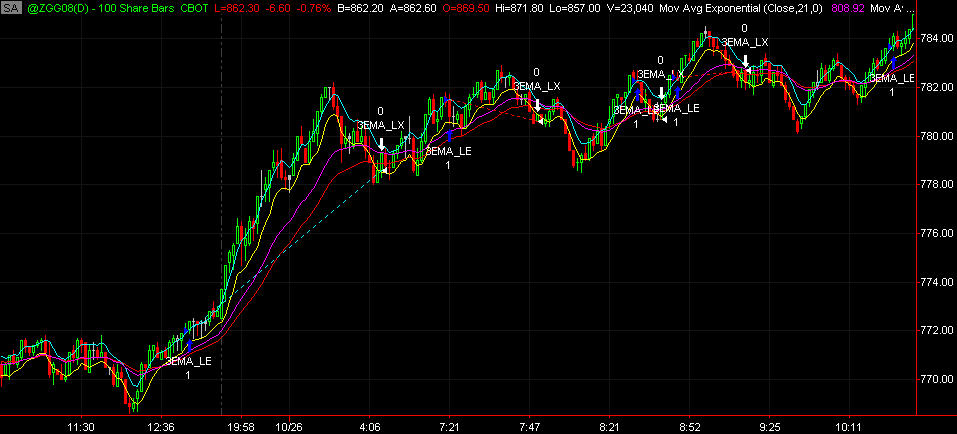 SA @ZGG08(D) - 100 Share Bars CBOT L=862.30 -6.60 -0.76% B=862.20 A=862.60 O=869.50 Hi=871.80 Lo=857.00 V=23,040 Mov Avg Exponential (Close,21,0) 808.92 Mov A' ...
784.00
0
3EMA_LX
0
3EMA_LX
0
3EMA_LX
3EMA_LE
1
782.00
3EMA_LE
1
3EMA_LE
1
0
3EMA_LX
780.00
3EMA_LE
1
778.00
776.00
774.00
772.00
3EMA_LE
1
770.00
11:30 12:36 19:58 10/26 4:06 7:21 7:47 8:21 8:52 9:25 10:11